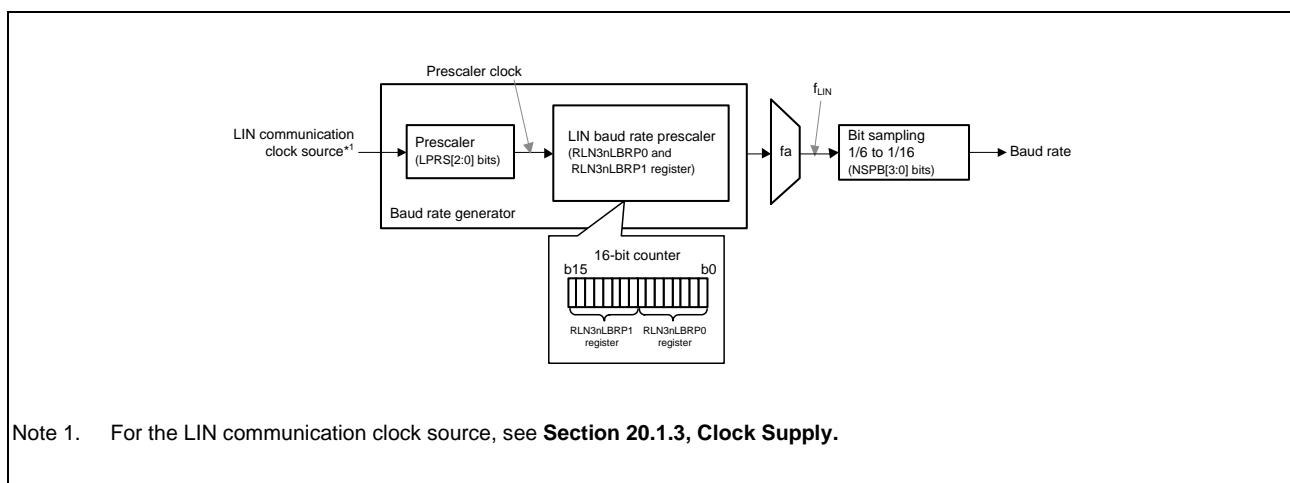 Prescaler clock
fLIN
LIN communication
clock source*1
Prescaler
(LPRS[2:0] bits)
LIN baud rate prescaler
(RLN3nLBRP0 and
RLN3nLBRP1 register)
fa
Bit sampling
1/6 to 1/16
(NSPB[3:0] bits)
Baud rate
Baud rate generator
16-bit counter
b15 b0
RLN3nLBRP1 RLN3nLBRP0
register register
Note 1. For the LIN communication clock source, see Section 20.1.3, Clock Supply.